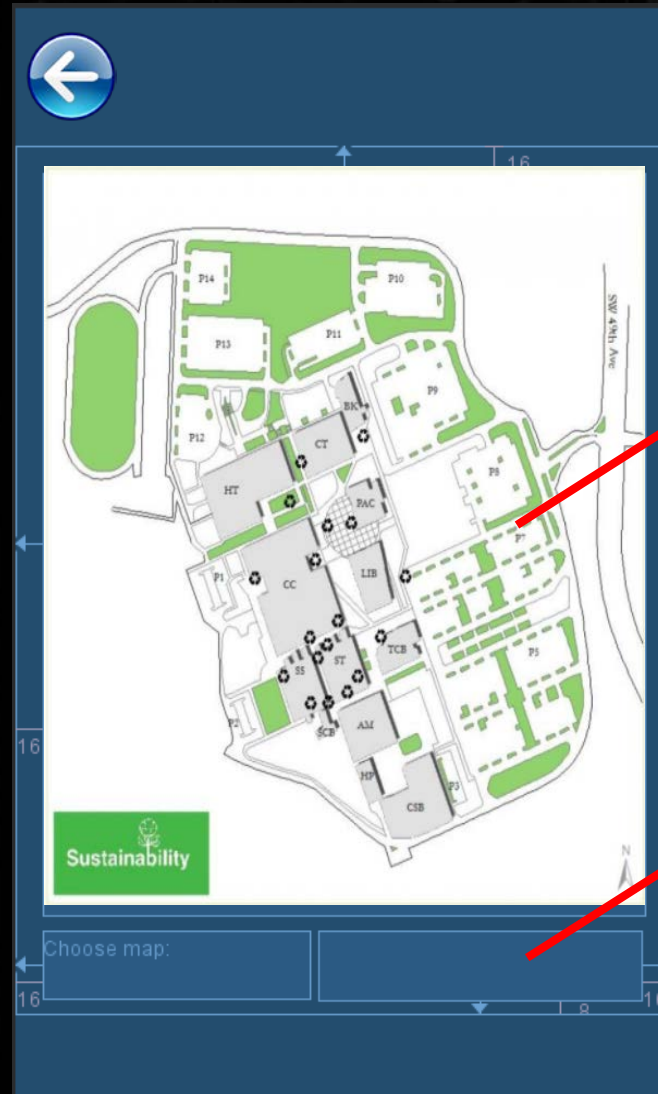 16
P14
P10
P13
P11
SW 49th Ave
P9
BK
CT
P12
P8
HT
PAC
P7
P1
CC
LIB
TCB
ST
SS
P5
P2
SCB
AM
16
HP
P3
CSB
Sustainability
N
Choose map:
16
8